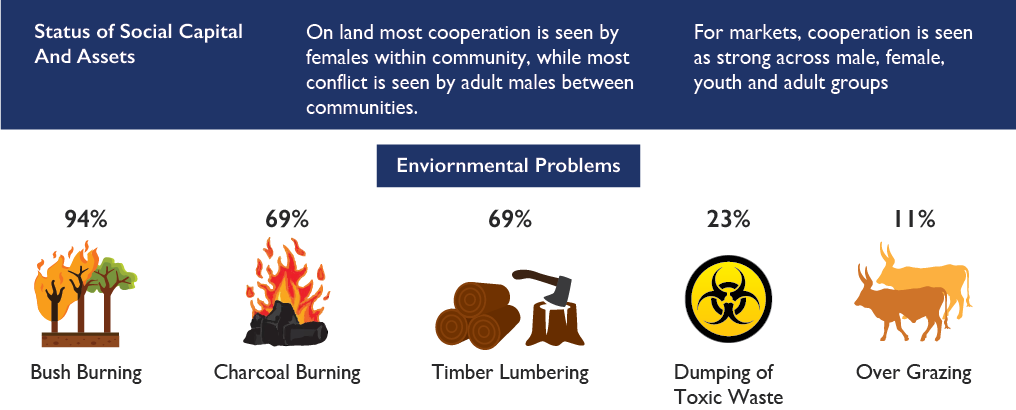 Status of Social Capital
And Assets
On land most cooperation is seen by
females within community, while most
conflict is seen by adult males between
communities.
For markets, cooperation is seen
as strong across male, female,
youth and adult groups
Enviornmental Problems
94%
69%
69%
23%
11%
Bush Burning
Charcoal Burning
Timber Lumbering
Dumping of
Toxic Waste
Over Grazing